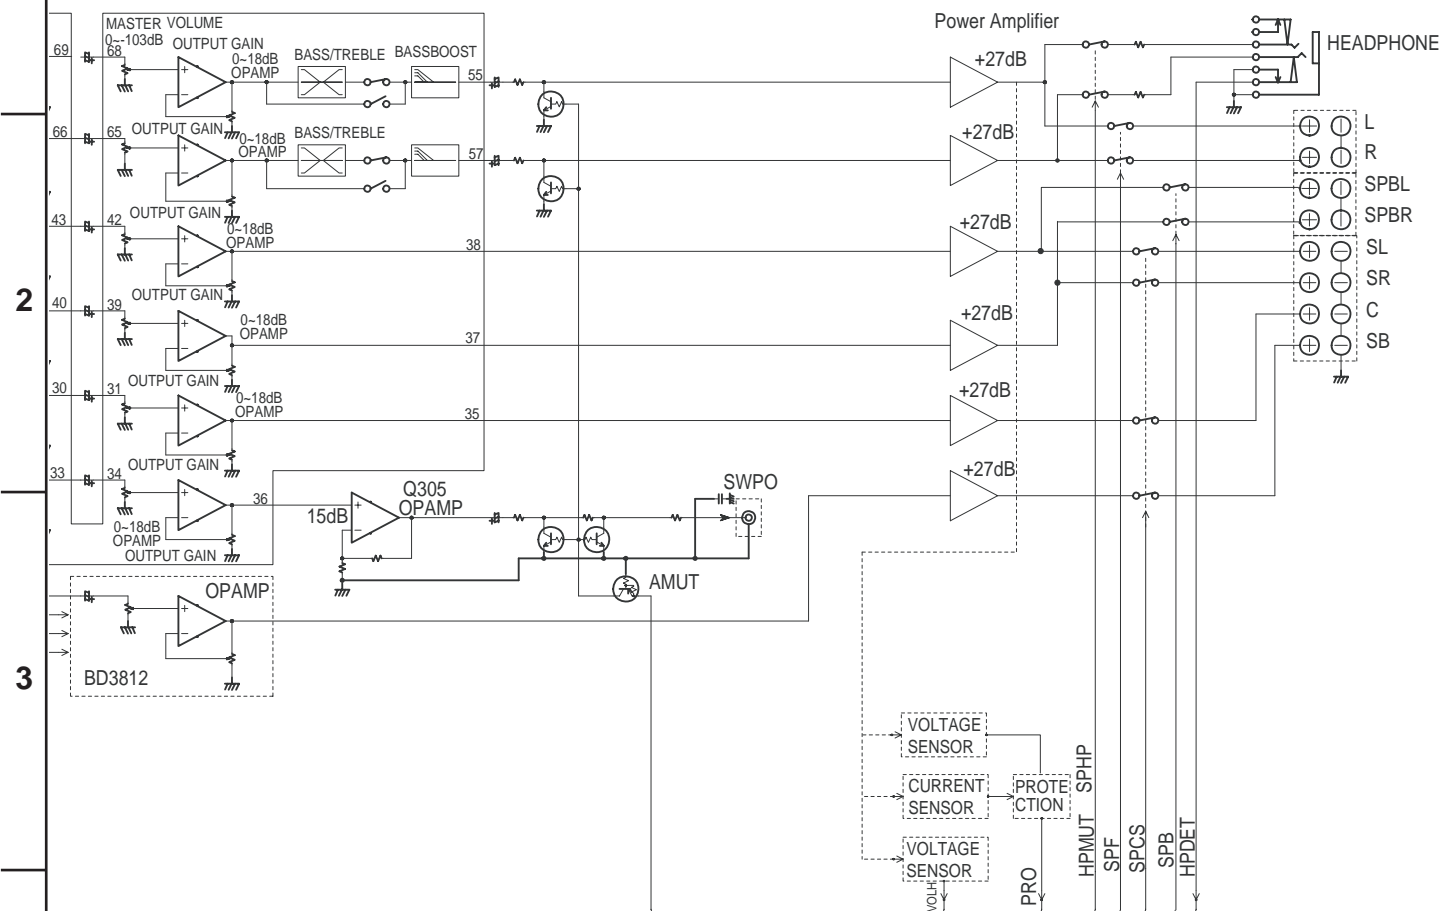 MASTER VOLUME
0~-103dB
69
68
OUTPUT GAIN
0~18dB
OPAMP
BASS/TREBLE
BASSBOOST
55
Power Amplifier
+27dB
HEADPHONE
66
65
OUTPUT GAIN
0~18dB
OPAMP
BASS/TREBLE
57
+27dB
L
R
SPBL
SPBR
43
42
OUTPUT GAIN
0~18dB
OPAMP
38
+27dB
SL
SR
C
SB
2
40
39
OUTPUT GAIN
0~18dB
OPAMP
37
+27dB
30
31
OUTPUT GAIN
0~18dB
OPAMP
35
+27dB
33
34
OUTPUT GAIN
0~18dB
OPAMP
OUTPUT GAIN
36
15dB
Q305
OPAMP
SWPO
+27dB
AMUT
OPAMP
BD3812
3
VOLTAGE
SENSOR
CURRENT
SENSOR
PROTE
CTION
VOLTAGE
SENSOR
VOLH
PRO
HPMUT SPHP
SPF
SPCS
SPB
HPDET